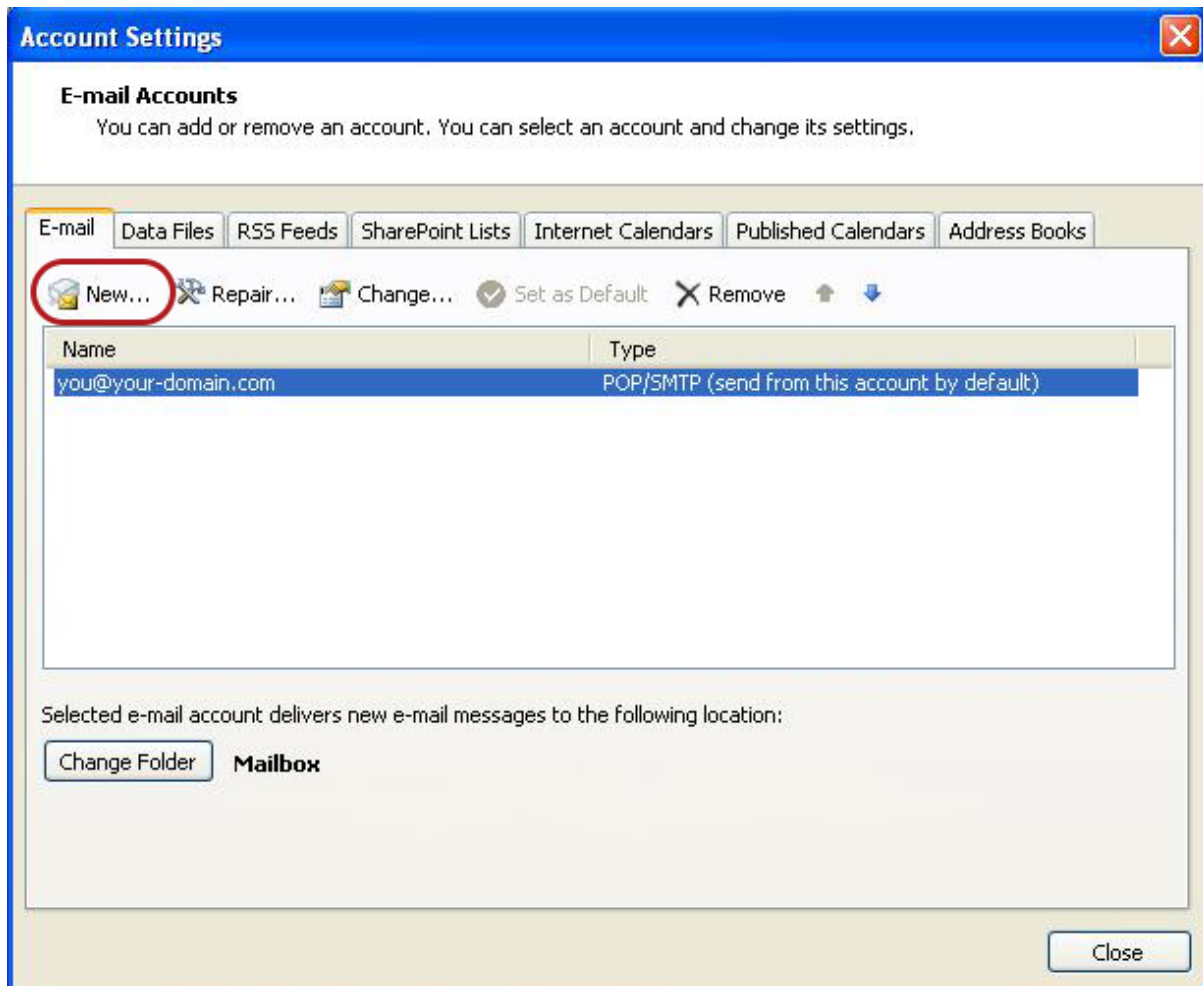 Account Settings
E-mail Accounts
You can add or remove an account. You can select an account and change its settings.
E-mail Data Files RSS Feeds SharePoint Lists Internet Calendars Published Calendars Address Books
New... Repair... Change... Set as Default Remove
Name Type
you@your-domain.com POP/SMTP (send from this account by default)
Selected e-mail account delivers new e-mail messages to the following location:
Change Folder Mailbox
Close